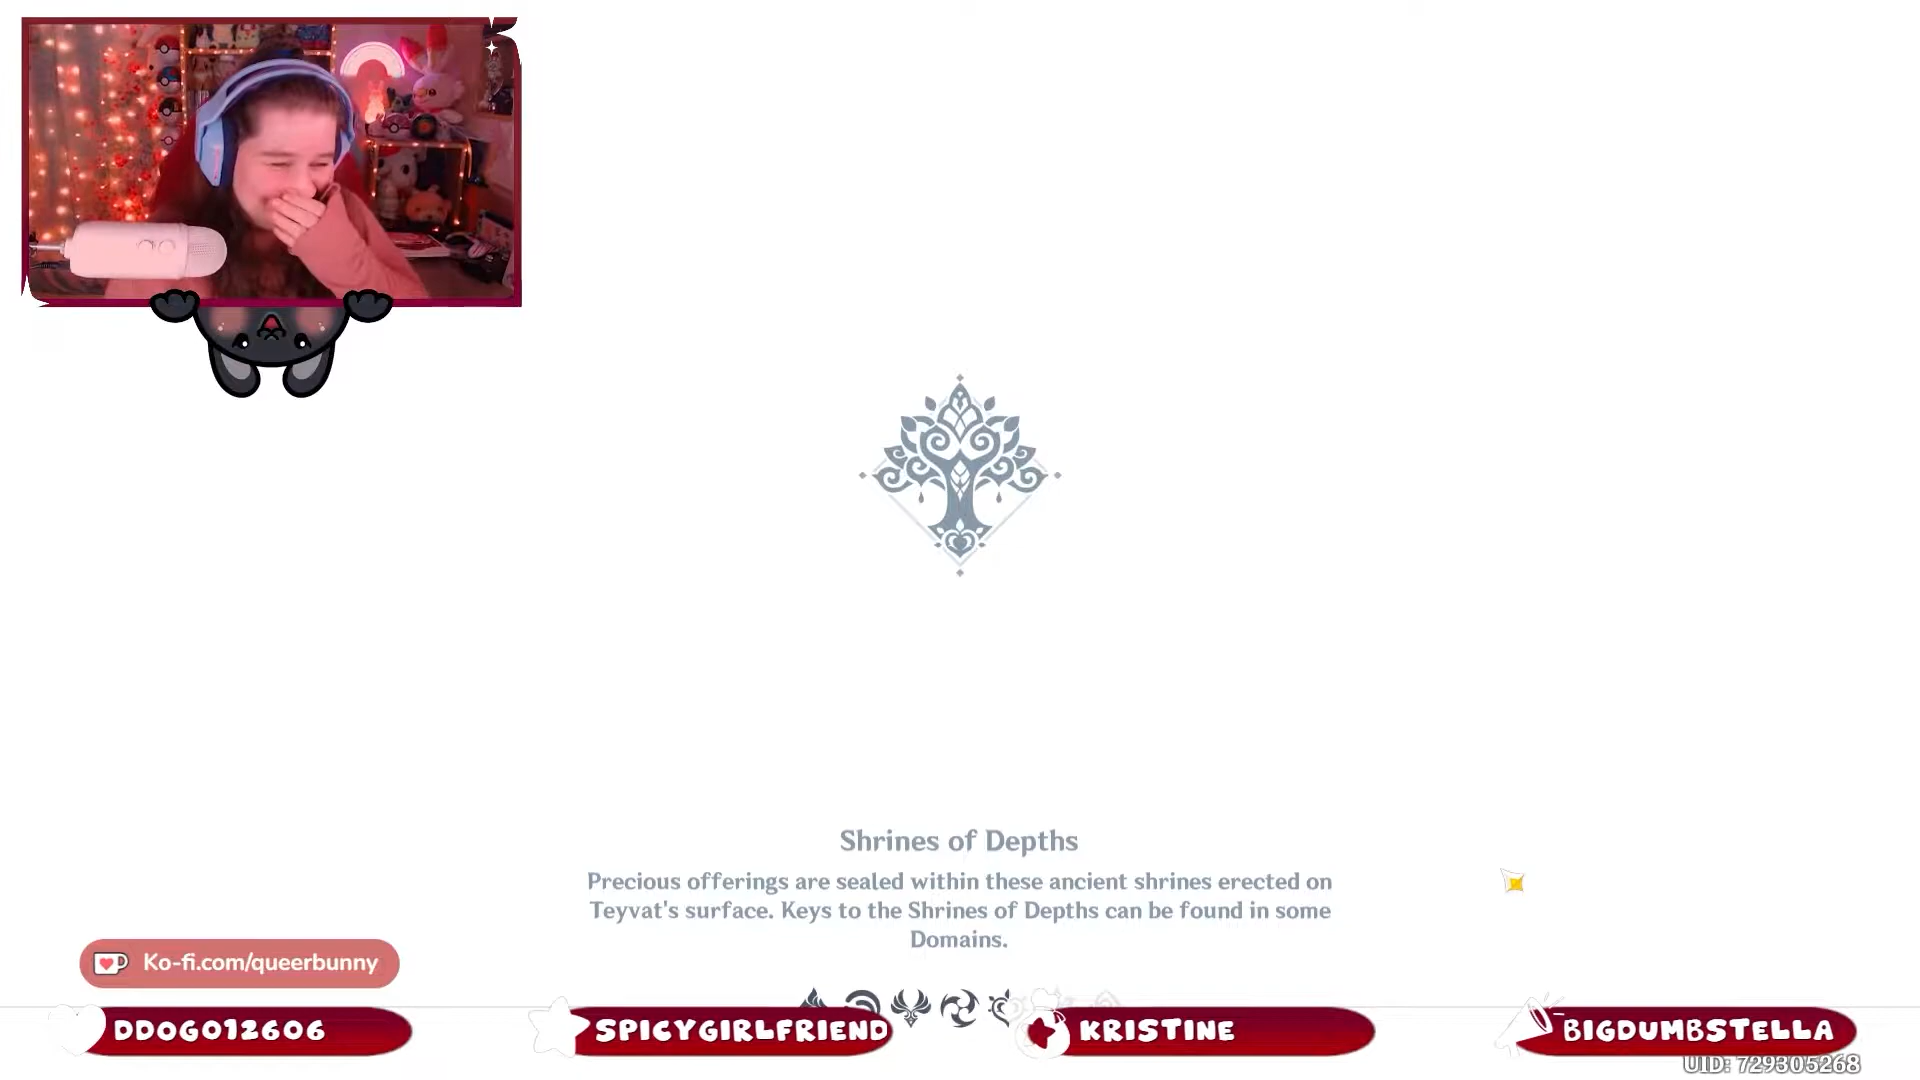 Shrines of Depths
Precious offerings are sealed within these ancient shrines erected on
Teyvat's surface. Keys to the Shrines of Depths can be found in some
Domains.
Ko-fi.com/queerbunny
DDOGO12606
SPICYGIRLFRIEND
KRISTINE
BIGDUMBSTELLA
UID: 729305268